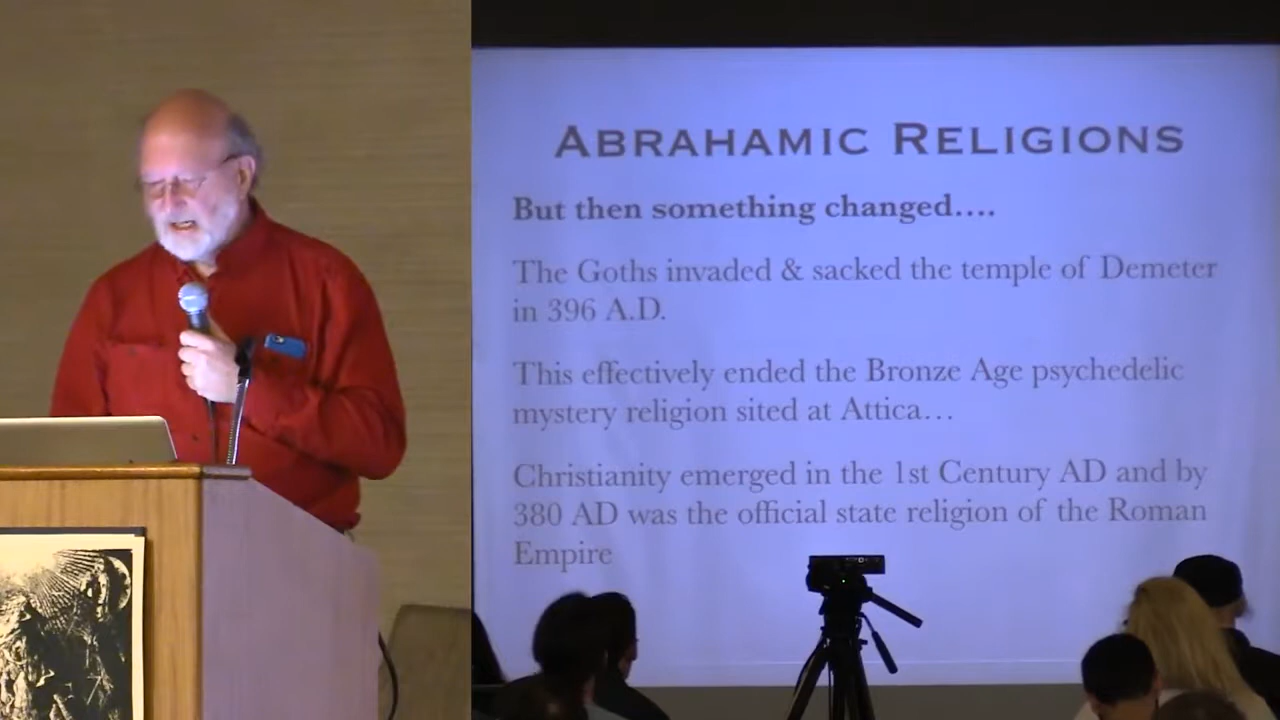 ABRAHAMIC RELIGIONS
But then something changed....
The Goths invaded & sacked the temple of Demeter
in 396 A.D.
This effectively ended the Bronze Age psychedelic
mystery religion sited at Attica...
Christianity emerged in the 1st Century AD and by
380 AD was the official state religion of the Roman
Empire